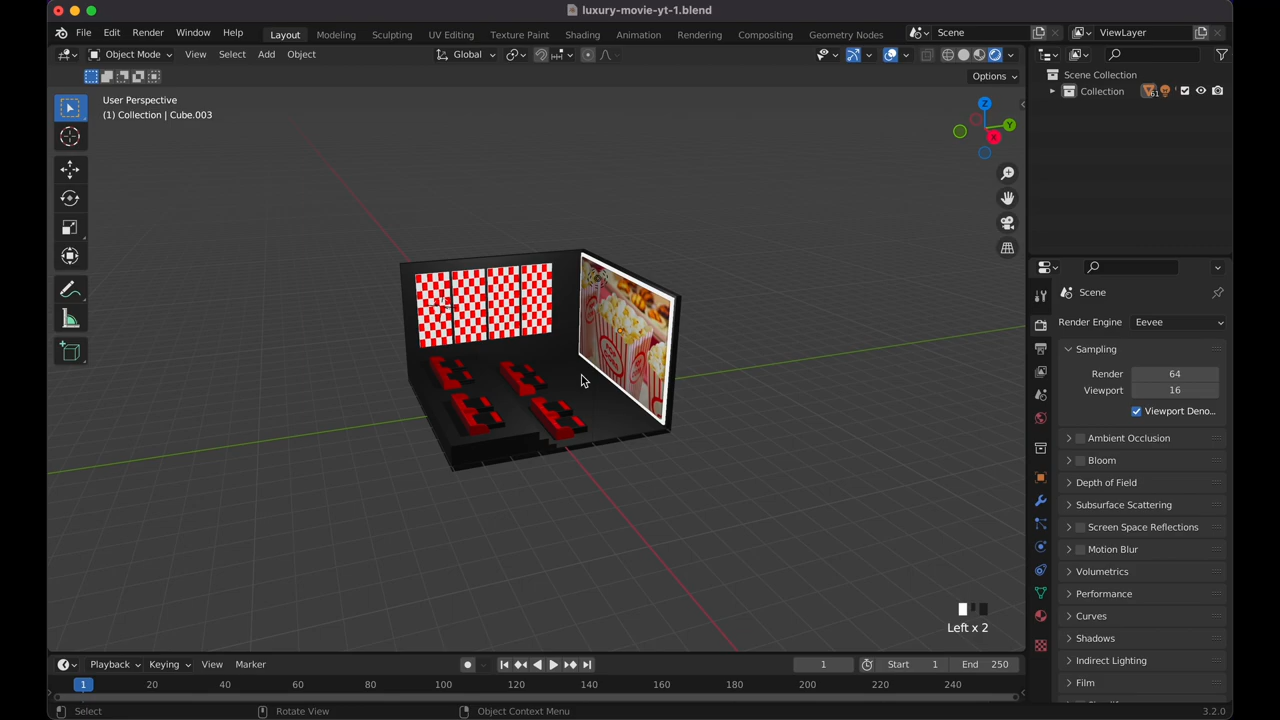 luxury-movie-yt-1.blend
File Edit Render Window Help Layout Modeling Sculpting UV Editing Texture Paint Shading Animation Rendering Compositing Geometry Nodes Scene ViewLayer
Object Mode View Select Add Object Global
Options
User Perspective
(1) Collection | Cube.003
Z
Y
X
Scene Collection
Collection 61
Scene
Render Engine Eevee
Sampling
Render 64
Viewport 16
Viewport Deno...
Ambient Occlusion
Bloom
Depth of Field
Subsurface Scattering
Screen Space Reflections
Motion Blur
Volumetrics
Performance
Curves
Shadows
Indirect Lighting
Film
Left x 2
Playback Keying View Marker 1 Start 1 End 250
1 20 40 60 80 100 120 140 160 180 200 220 240
Select Rotate View Object Context Menu 3.2.0